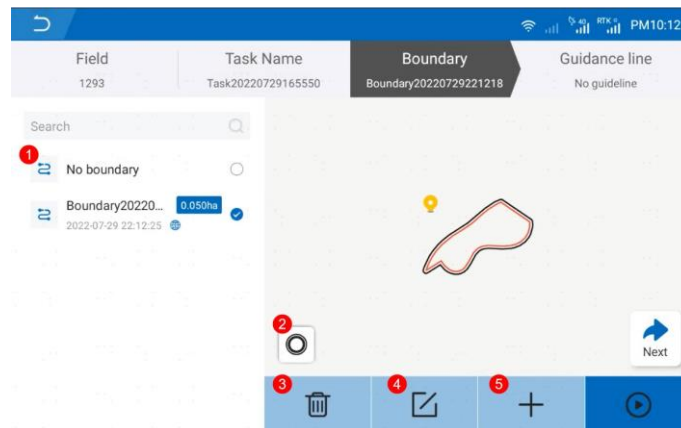 40 RTK PM10:12
Field Task Name Boundary Guidance line
1293 Task20220729165550 Boundary20220729221218 No guideline
Search
1
No boundary
Boundary20220... 0.050ha
2022-07-29 22:12:25
2
Next
3 4 5